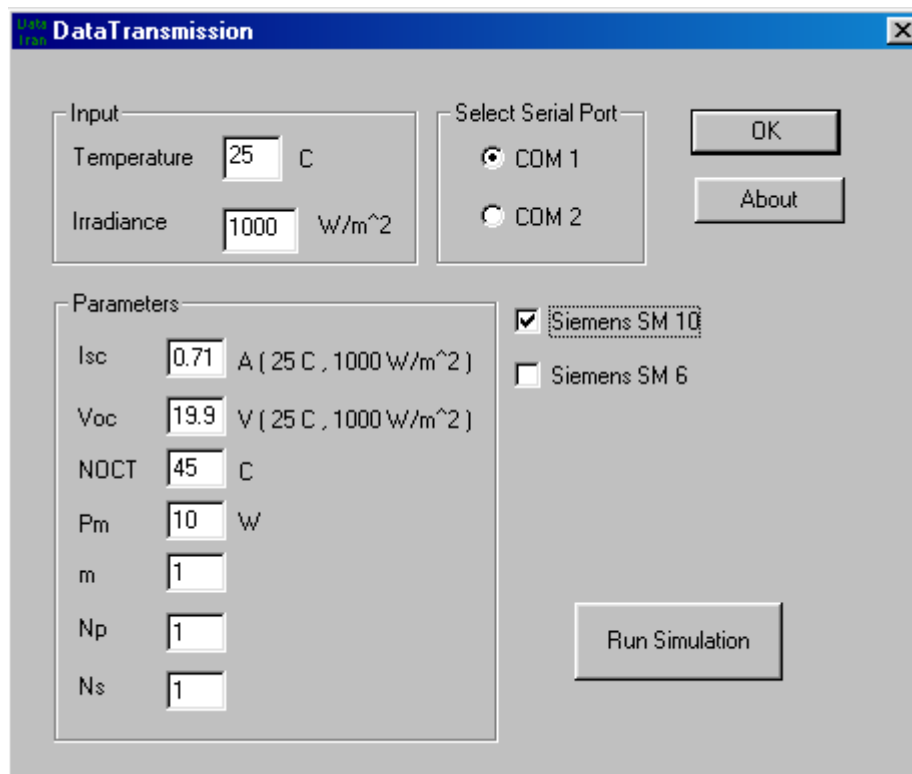 Data
Tran
DataTransmission
Input
Temperature 25 C
Irradiance 1000 W/m^2
Select Serial Port
COM 1
COM 2
OK
About
Parameters
Isc 0.71 A ( 25 C , 1000 W/m^2 )
Voc 19.9 V ( 25 C , 1000 W/m^2 )
NOCT 45 C
Pm 10 W
m 1
Np 1
Ns 1
Siemens SM 10
Siemens SM 6
Run Simulation